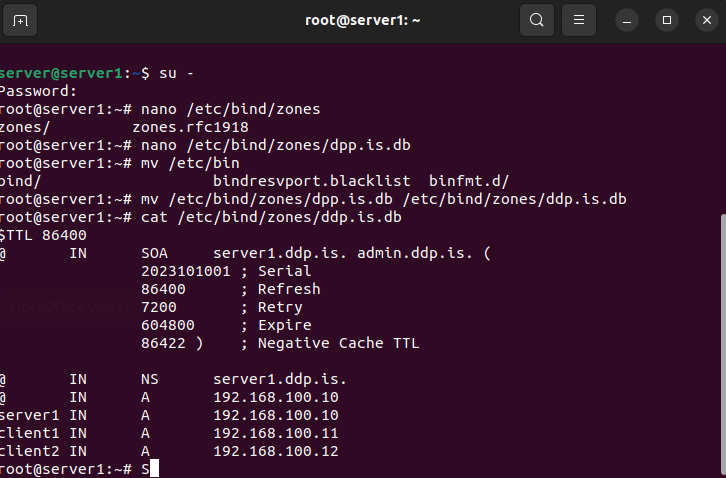 root@server1: ~
server@server1:~$ su -
Password:
root@server1:~# nano /etc/bind/zones
zones/ zones.rfc1918
root@server1:~# nano /etc/bind/zones/dpp.is.db
root@server1:~# mv /etc/bin
bind/ bindresvport.blacklist binfmt.d/
root@server1:~# mv /etc/bind/zones/dpp.is.db /etc/bind/zones/ddp.is.db
root@server1:~# cat /etc/bind/zones/ddp.is.db
$TTL 86400
@ IN SOA server1.ddp.is. admin.ddp.is. (
2023101001 ; Serial
86400 ; Refresh
7200 ; Retry
604800 ; Expire
86422 ) ; Negative Cache TTL
@ IN NS server1.ddp.is.
@ IN A 192.168.100.10
server1 IN A 192.168.100.10
client1 IN A 192.168.100.11
client2 IN A 192.168.100.12
root@server1:~# S